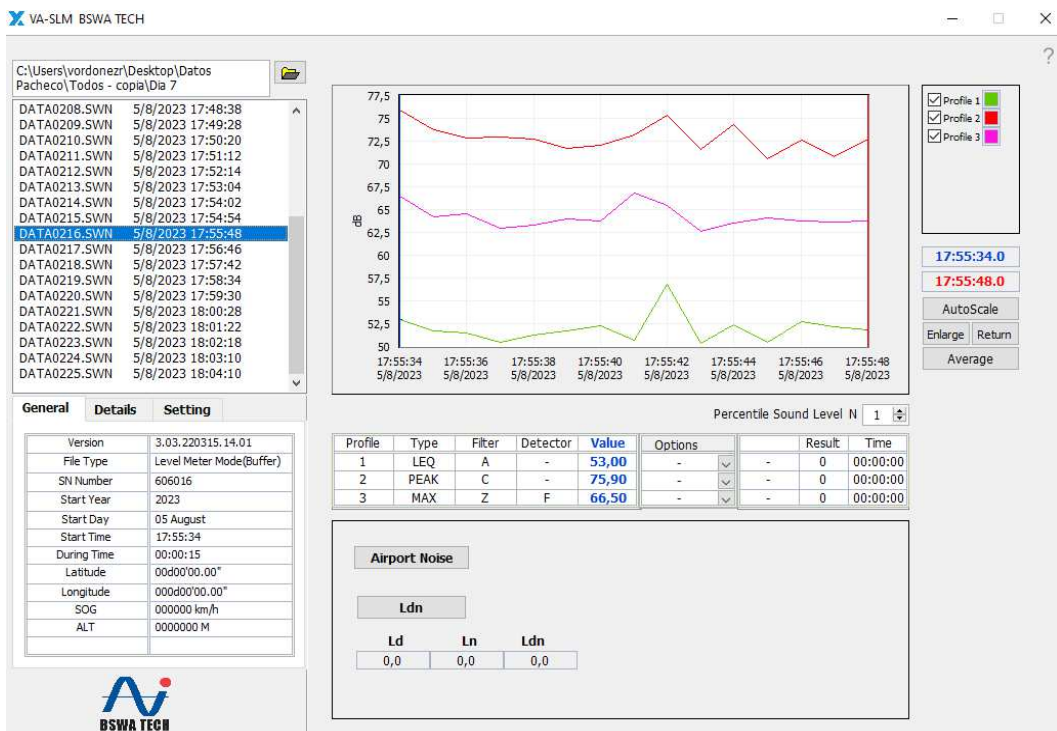 VA-SLM BSWA TECH
?
C:\Users\vordonezr\Desktop\Datos
Pacheco\Todos - copia\Dia 7
DATA0208.SWN 5/8/2023 17:48:38
DATA0209.SWN 5/8/2023 17:49:28
DATA0210.SWN 5/8/2023 17:50:20
DATA0211.SWN 5/8/2023 17:51:12
DATA0212.SWN 5/8/2023 17:52:14
DATA0213.SWN 5/8/2023 17:53:04
DATA0214.SWN 5/8/2023 17:54:02
DATA0215.SWN 5/8/2023 17:54:54
DATA0216.SWN 5/8/2023 17:55:48
DATA0217.SWN 5/8/2023 17:56:46
DATA0218.SWN 5/8/2023 17:57:42
DATA0219.SWN 5/8/2023 17:58:34
DATA0220.SWN 5/8/2023 17:59:30
DATA0221.SWN 5/8/2023 18:00:28
DATA0222.SWN 5/8/2023 18:01:22
DATA0223.SWN 5/8/2023 18:02:18
DATA0224.SWN 5/8/2023 18:03:10
DATA0225.SWN 5/8/2023 18:04:10
General Details Setting
Version 3.03.220315.14.01
File Type Level Meter Mode(Buffer)
SN Number 606016
Start Year 2023
Start Day 05 August
Start Time 17:55:34
During Time 00:00:15
Latitude 00d00'00.00"
Longitude 000d00'00.00"
SOG 000000 km/h
ALT 0000000 M
BSWA TECH
77,5
75
72,5
70
67,5
65
62,5
60
57,5
55
52,5
50
dB
17:55:34 17:55:36 17:55:38 17:55:40 17:55:42 17:55:44 17:55:46 17:55:48
5/8/2023 5/8/2023 5/8/2023 5/8/2023 5/8/2023 5/8/2023 5/8/2023 5/8/2023
Profile 1
Profile 2
Profile 3
17:55:34.0
17:55:48.0
AutoScale
Enlarge Return
Average
Percentile Sound Level N 1
Profile Type Filter Detector Value Options Result Time
1 LEQ A - 53,00 - - 0 00:00:00
2 PEAK C - 75,90 - - 0 00:00:00
3 MAX Z F 66,50 - - 0 00:00:00
Airport Noise
Ldn
Ld Ln Ldn
0,0 0,0 0,0